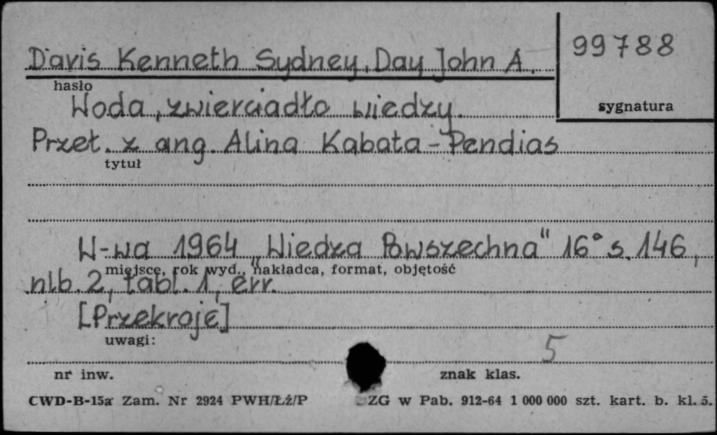 99788
Davis Kenneth Sydney, Day John A.
hasło
sygnatura
Woda, zwierciadło wiedzy.
Przeł. z ang. Alina Kabata-Pendias
tytuł
W-wa 1964 „Wiedza Powszechna" 16° s. 146,
miejsce, rok wyd., nakładca, format, objętość
nlb. 2, tabl. 1, err.
[Przekroje]
uwagi:
5
nr inw.
znak klas.
CWD-B-15a Zam. Nr 2924 PWH/Łź/P ZG w Pab. 912-64 1 000 000 szt. kart. b. kl. 5.